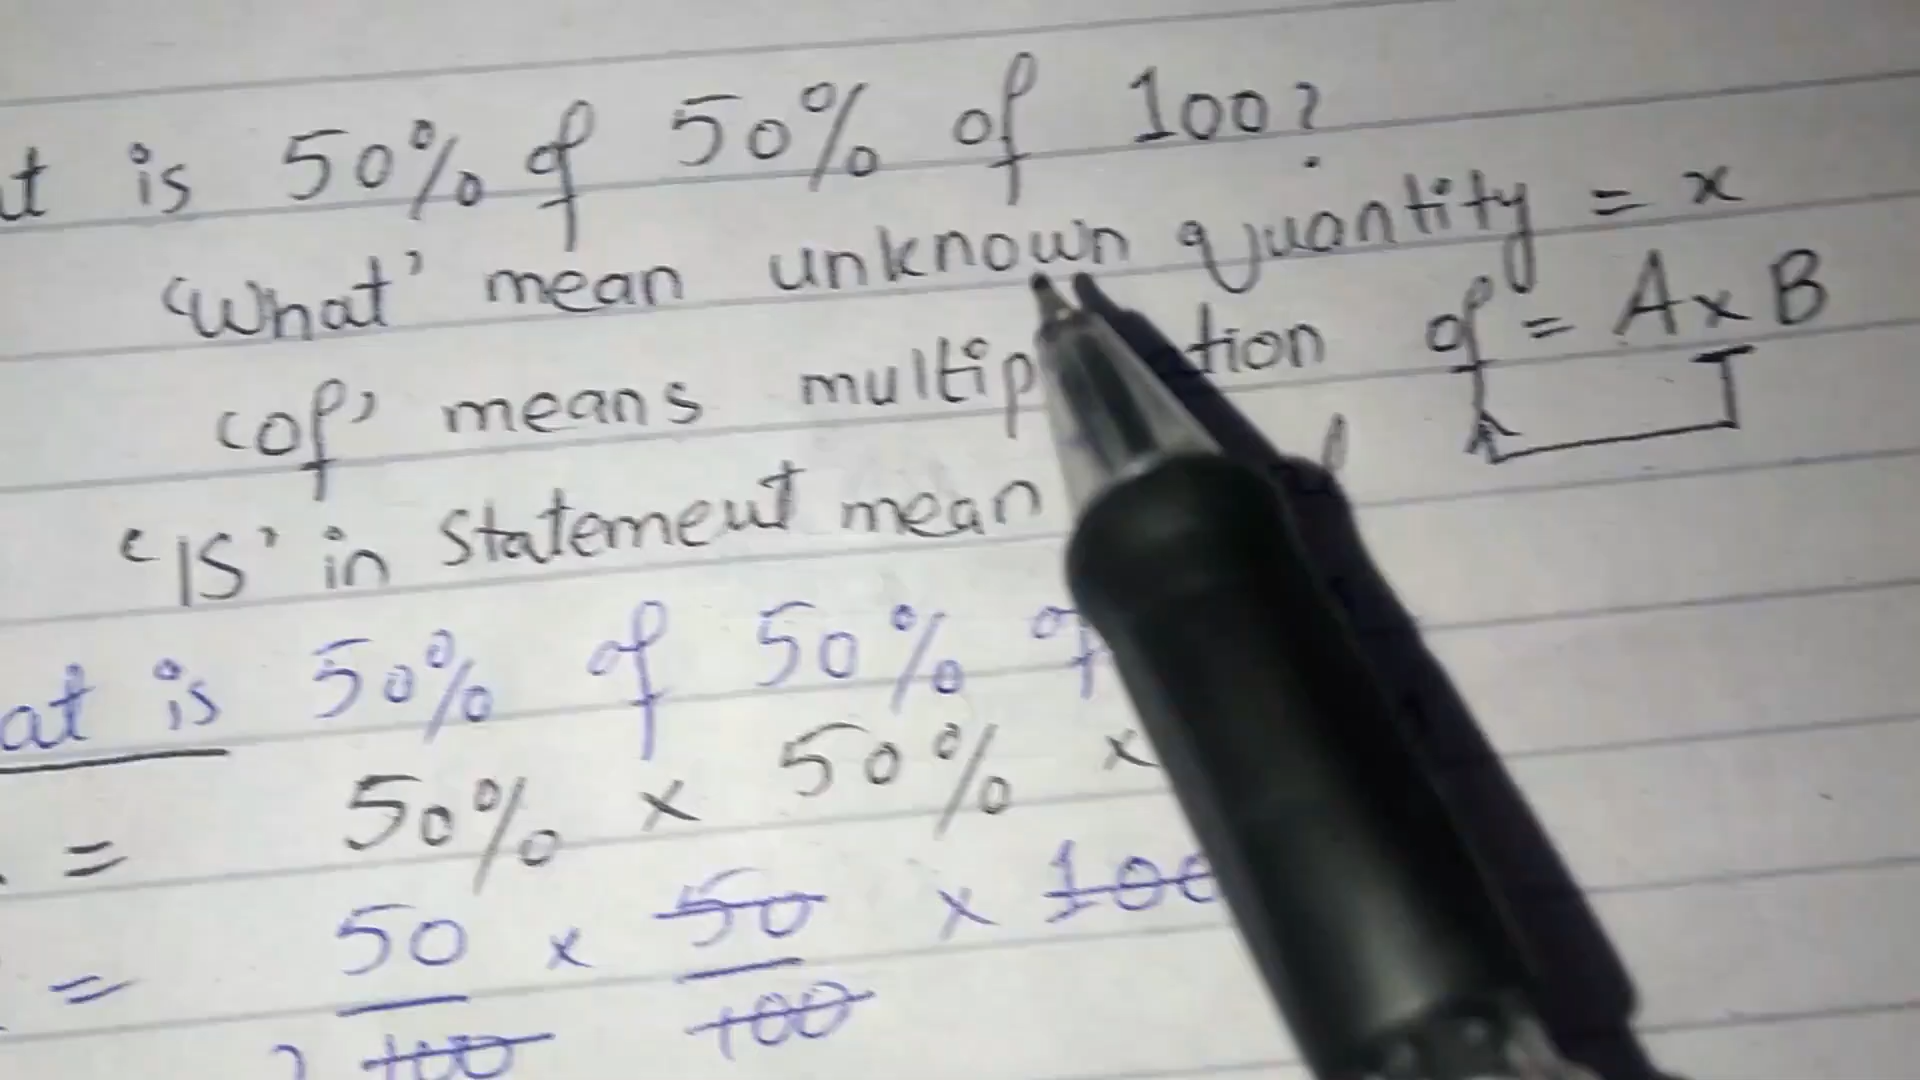 t is 50% of 50% of 100?
'What' mean unknown quantity = x
'of' means multip tion of = A x B
'IS' in statement mean
at is 50% of 50% of
= 50% x 50% x
= 50 x 50 x 100
100 100